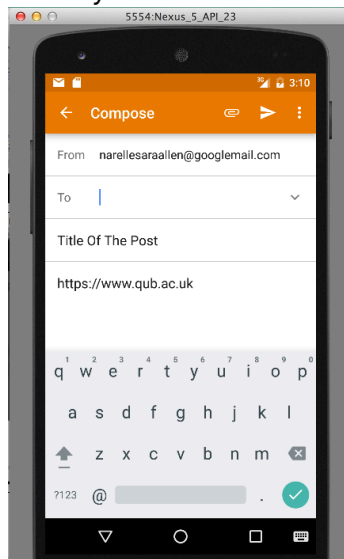 5554:Nexus_5_API_23
3G 3:10
Compose
From narellesaraallen@googlemail.com
To
Title Of The Post
https://www.qub.ac.uk
1 2 3 4 5 6 7 8 9 0
q w e r t y u i o p
a s d f g h j k l
z x c v b n m
?123 @ .